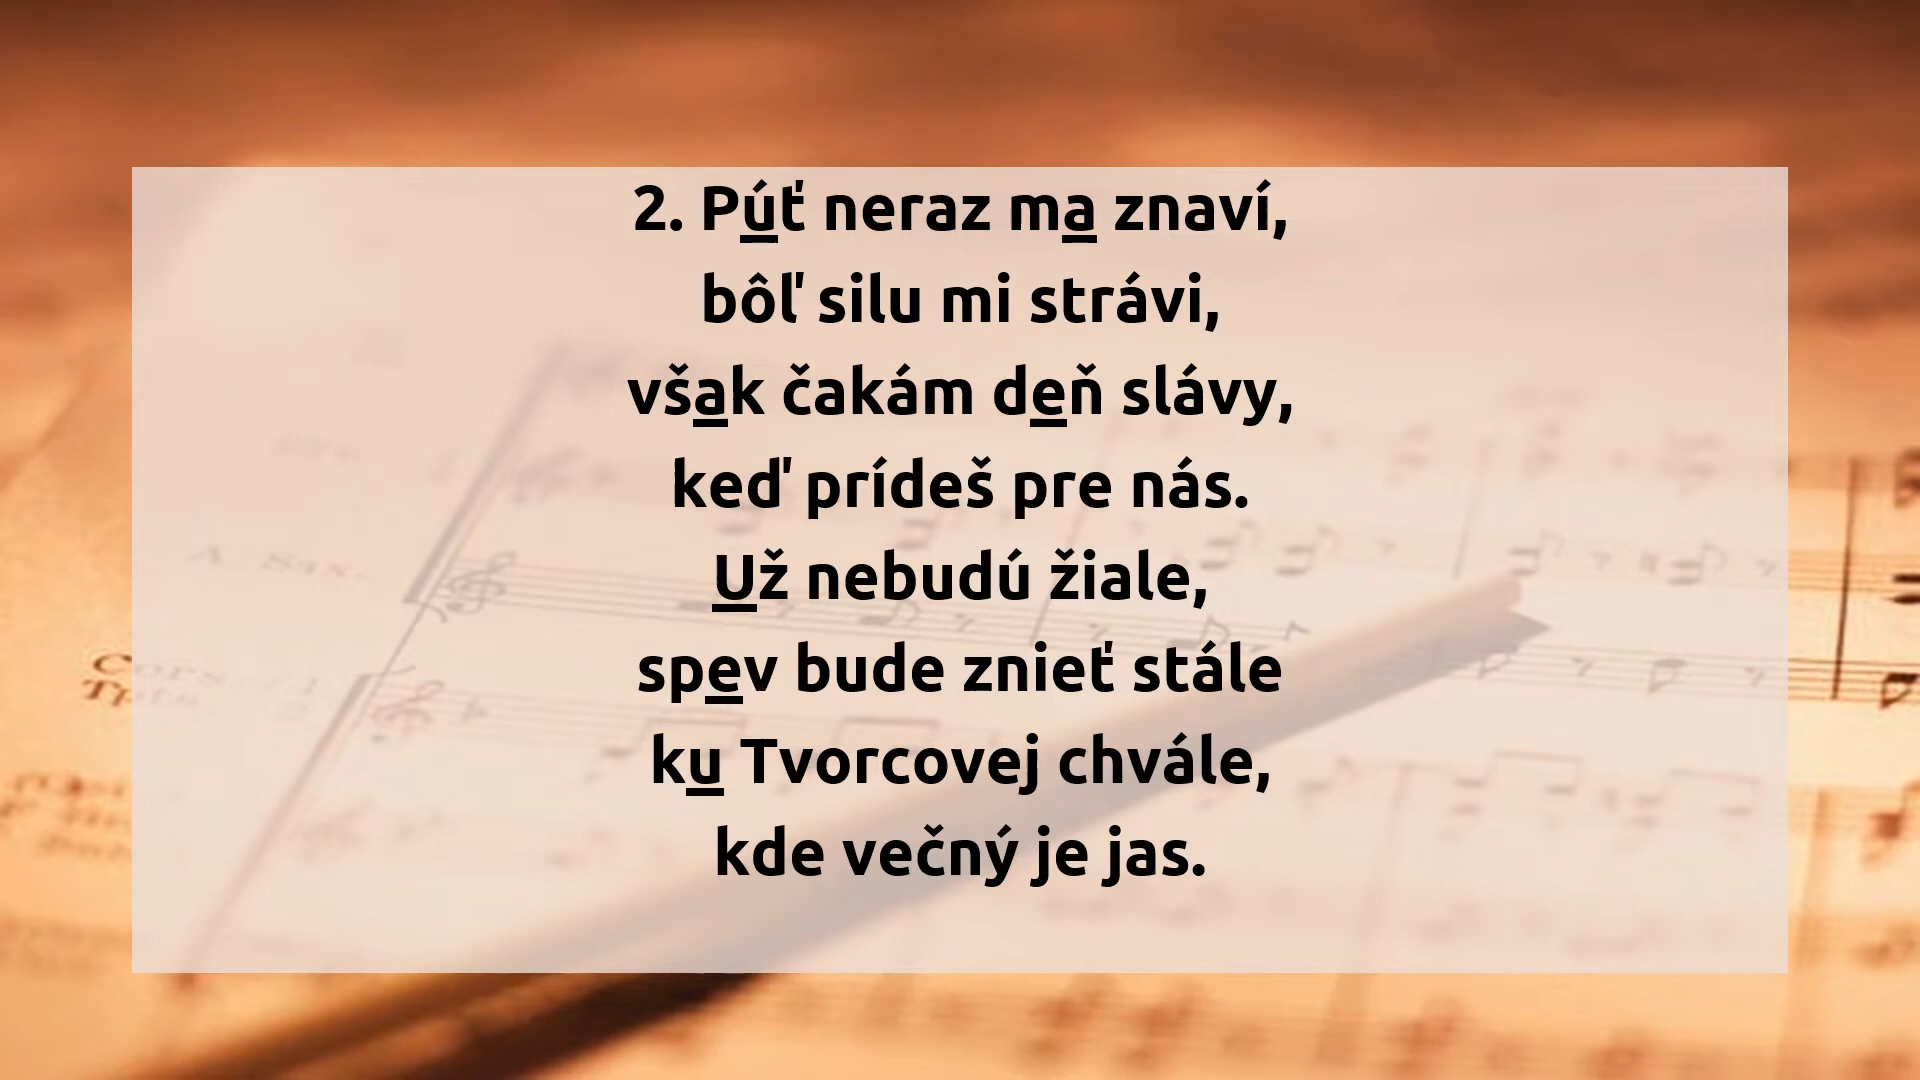 2. Púť neraz ma znaví,
bôľ silu mi strávi,
však čakám deň slávy,
keď prídeš pre nás.
Už nebudú žiale,
spev bude znieť stále
ku Tvorcovej chvále,
kde večný je jas.
A. Sax.